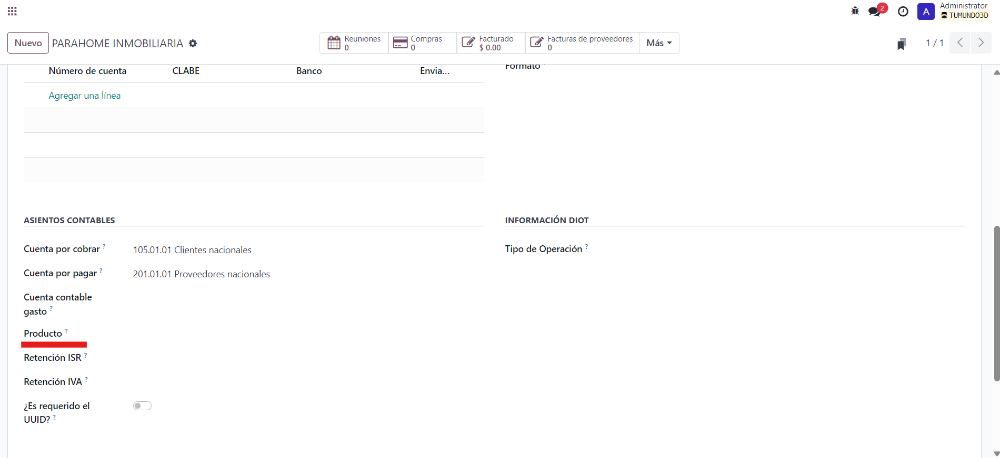 2
Administrator
A
TUMUNDO3D
Nuevo
PARAHOME INMOBILIARIA
Reuniones
0
Compras
0
Facturado
$ 0.00
Facturas de proveedores
0
Más
1 / 1
Número de cuenta CLABE Banco Envia...
Formato
Agregar una línea
ASIENTOS CONTABLES
Cuenta por cobrar ? 105.01.01 Clientes nacionales
Cuenta por pagar ? 201.01.01 Proveedores nacionales
Cuenta contable
gasto ?
Producto ?
Retención ISR ?
Retención IVA ?
¿Es requerido el
UUID? ?
INFORMACIÓN DIOT
Tipo de Operación ?